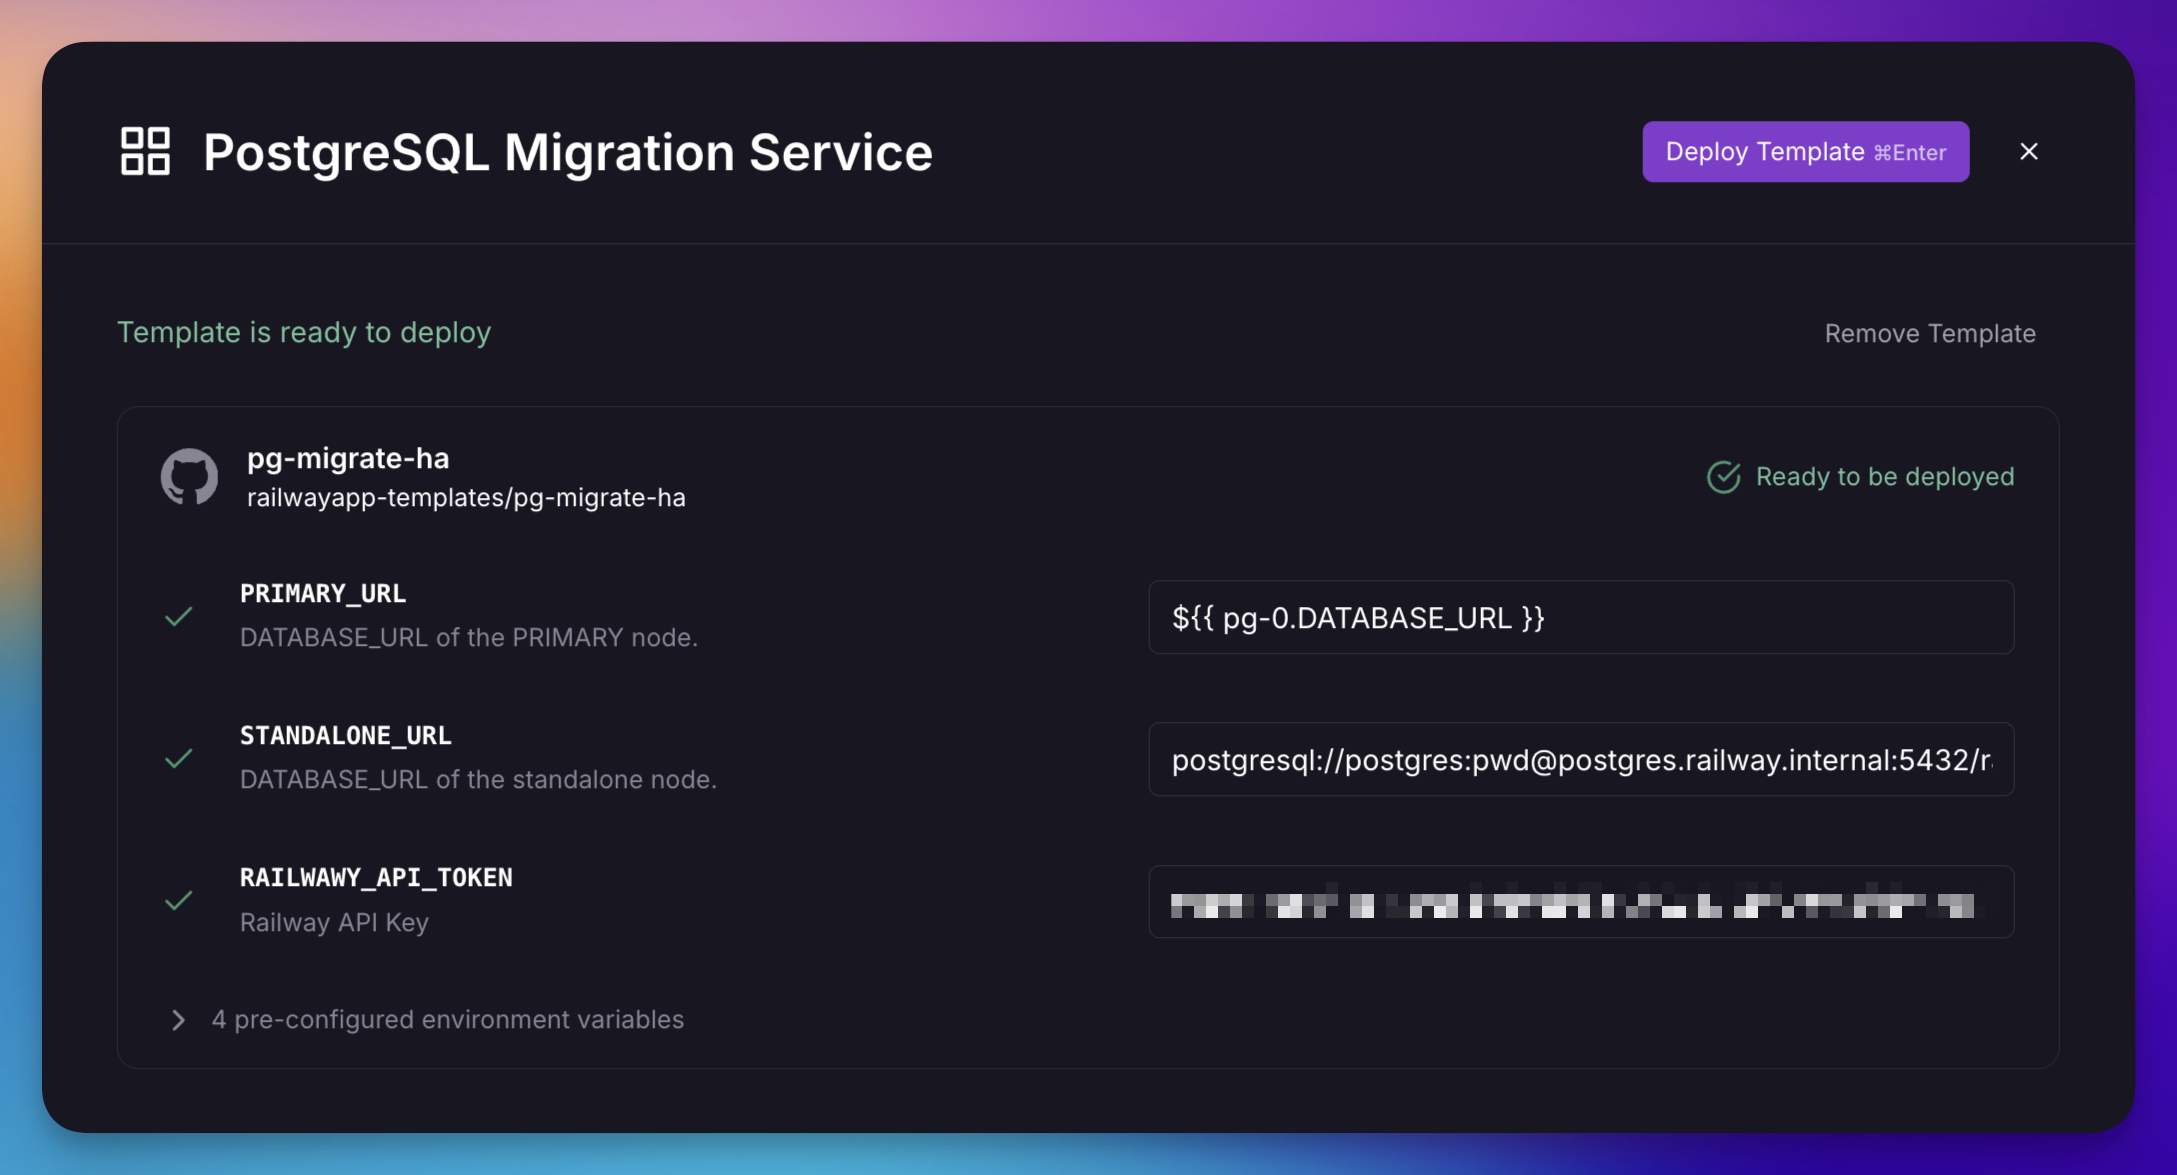 PostgreSQL Migration Service
Deploy Template ⌘Enter
Template is ready to deploy
Remove Template
pg-migrate-ha
railwayapp-templates/pg-migrate-ha
Ready to be deployed
PRIMARY_URL
DATABASE_URL of the PRIMARY node.
${{ pg-0.DATABASE_URL }}
STANDALONE_URL
DATABASE_URL of the standalone node.
postgresql://postgres:pwd@postgres.railway.internal:5432/r
RAILWAWY_API_TOKEN
Railway API Key
4 pre-configured environment variables